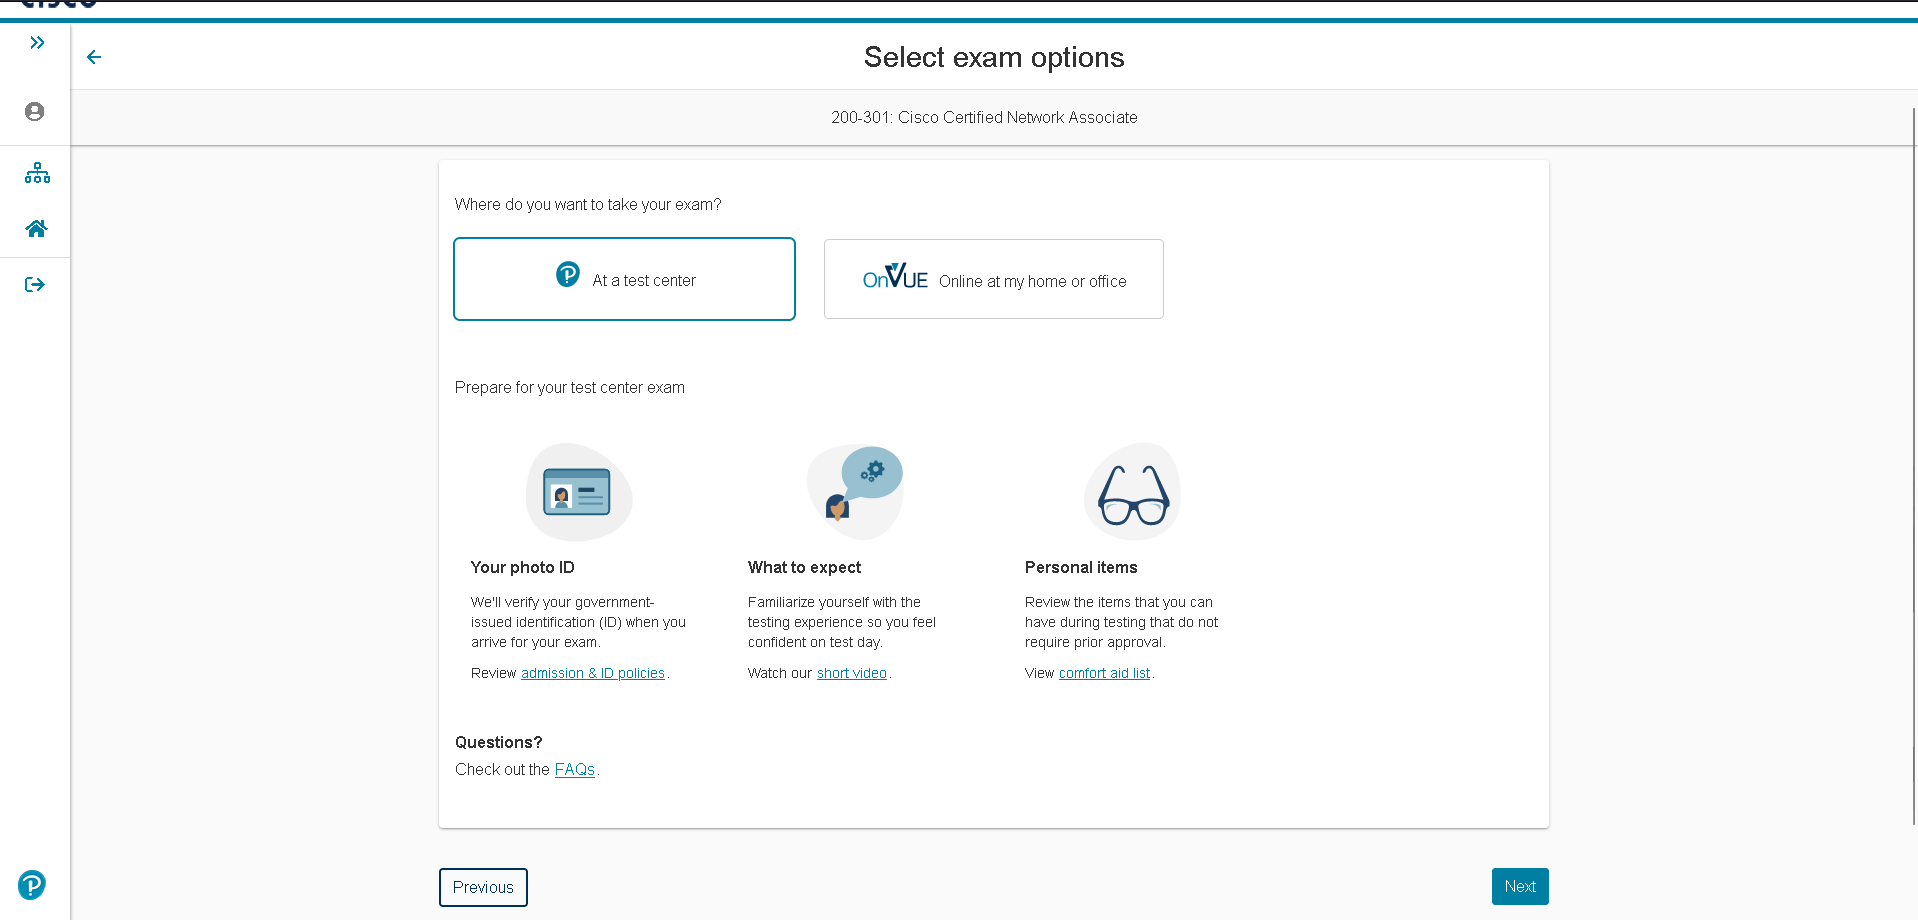 cisco
Select exam options
200-301: Cisco Certified Network Associate
Where do you want to take your exam?
At a test center
OnVUE Online at my home or office
Prepare for your test center exam
Your photo ID
We'll verify your government-
issued identification (ID) when you
arrive for your exam.
Review admission & ID policies.
What to expect
Familiarize yourself with the
testing experience so you feel
confident on test day.
Watch our short video.
Personal items
Review the items that you can
have during testing that do not
require prior approval.
View comfort aid list.
Questions?
Check out the FAQs.
Previous
Next